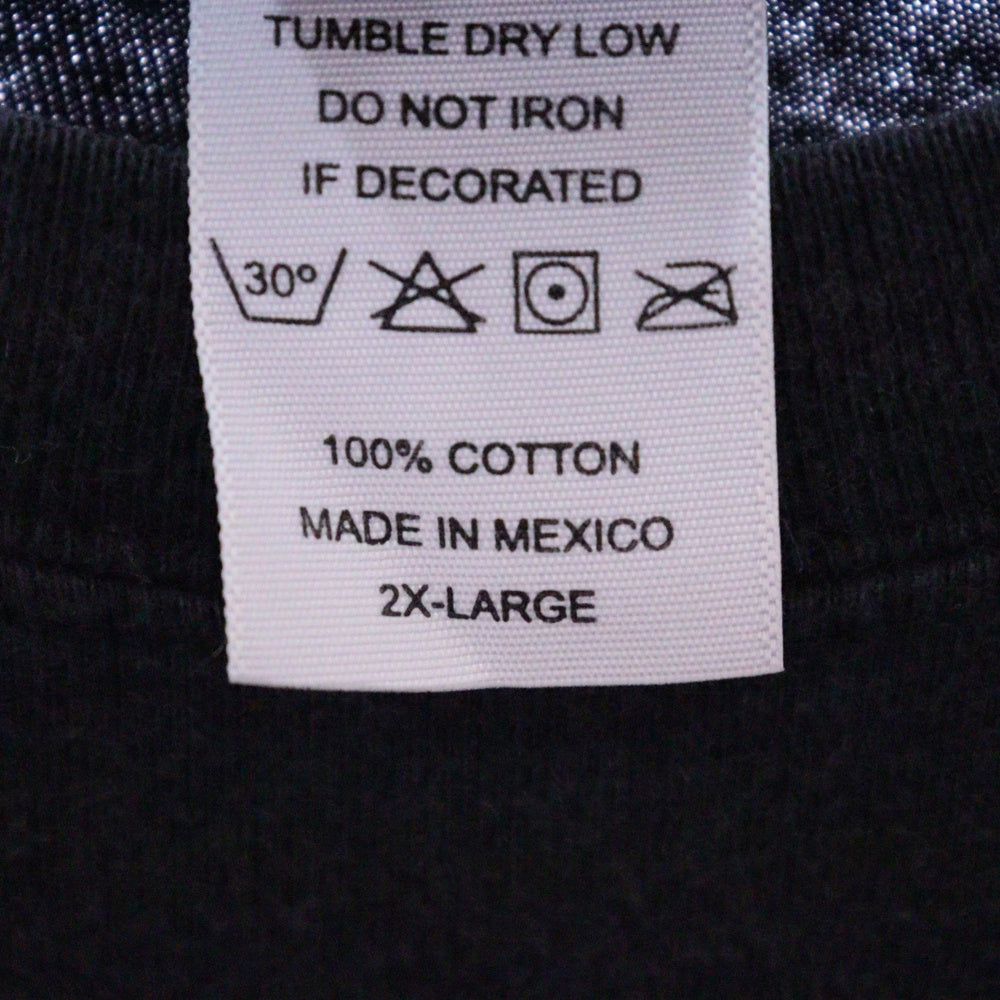 TUMBLE DRY LOW
DO NOT IRON
IF DECORATED
30°
100% COTTON
MADE IN MEXICO
2X-LARGE